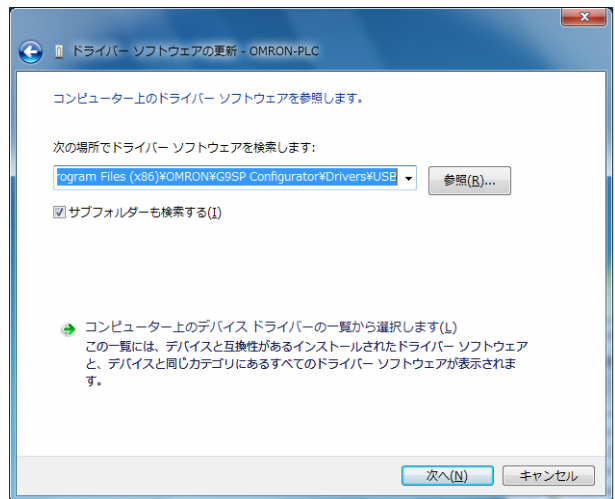 ドライバー ソフトウェアの更新 - OMRON-PLC
コンピューター上のドライバー ソフトウェアを参照します。
次の場所でドライバー ソフトウェアを検索します:
rogram Files (x86)¥OMRON¥G9SP Configurator¥Drivers¥USB
参照(R)...
サブフォルダーも検索する(I)
コンピューター上のデバイス ドライバーの一覧から選択します(L)
この一覧には、デバイスと互換性があるインストールされたドライバー ソフトウェア
と、デバイスと同じカテゴリにあるすべてのドライバー ソフトウェアが表示されま
す。
次へ(N)
キャンセル